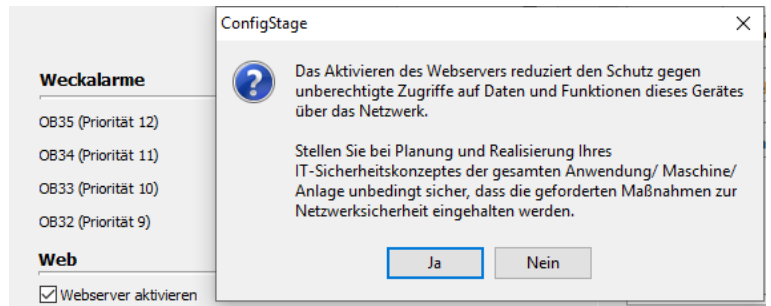 ConfigStage
Das Aktivieren des Webservers reduziert den Schutz gegen
unberechtigte Zugriffe auf Daten und Funktionen dieses Gerätes
über das Netzwerk.
Stellen Sie bei Planung und Realisierung Ihres
IT-Sicherheitskonzeptes der gesamten Anwendung/ Maschine/
Anlage unbedingt sicher, dass die geforderten Maßnahmen zur
Netzwerksicherheit eingehalten werden.
Ja
Nein
Weckalarme
OB35 (Priorität 12)
OB34 (Priorität 11)
OB33 (Priorität 10)
OB32 (Priorität 9)
Web
Webserver aktivieren